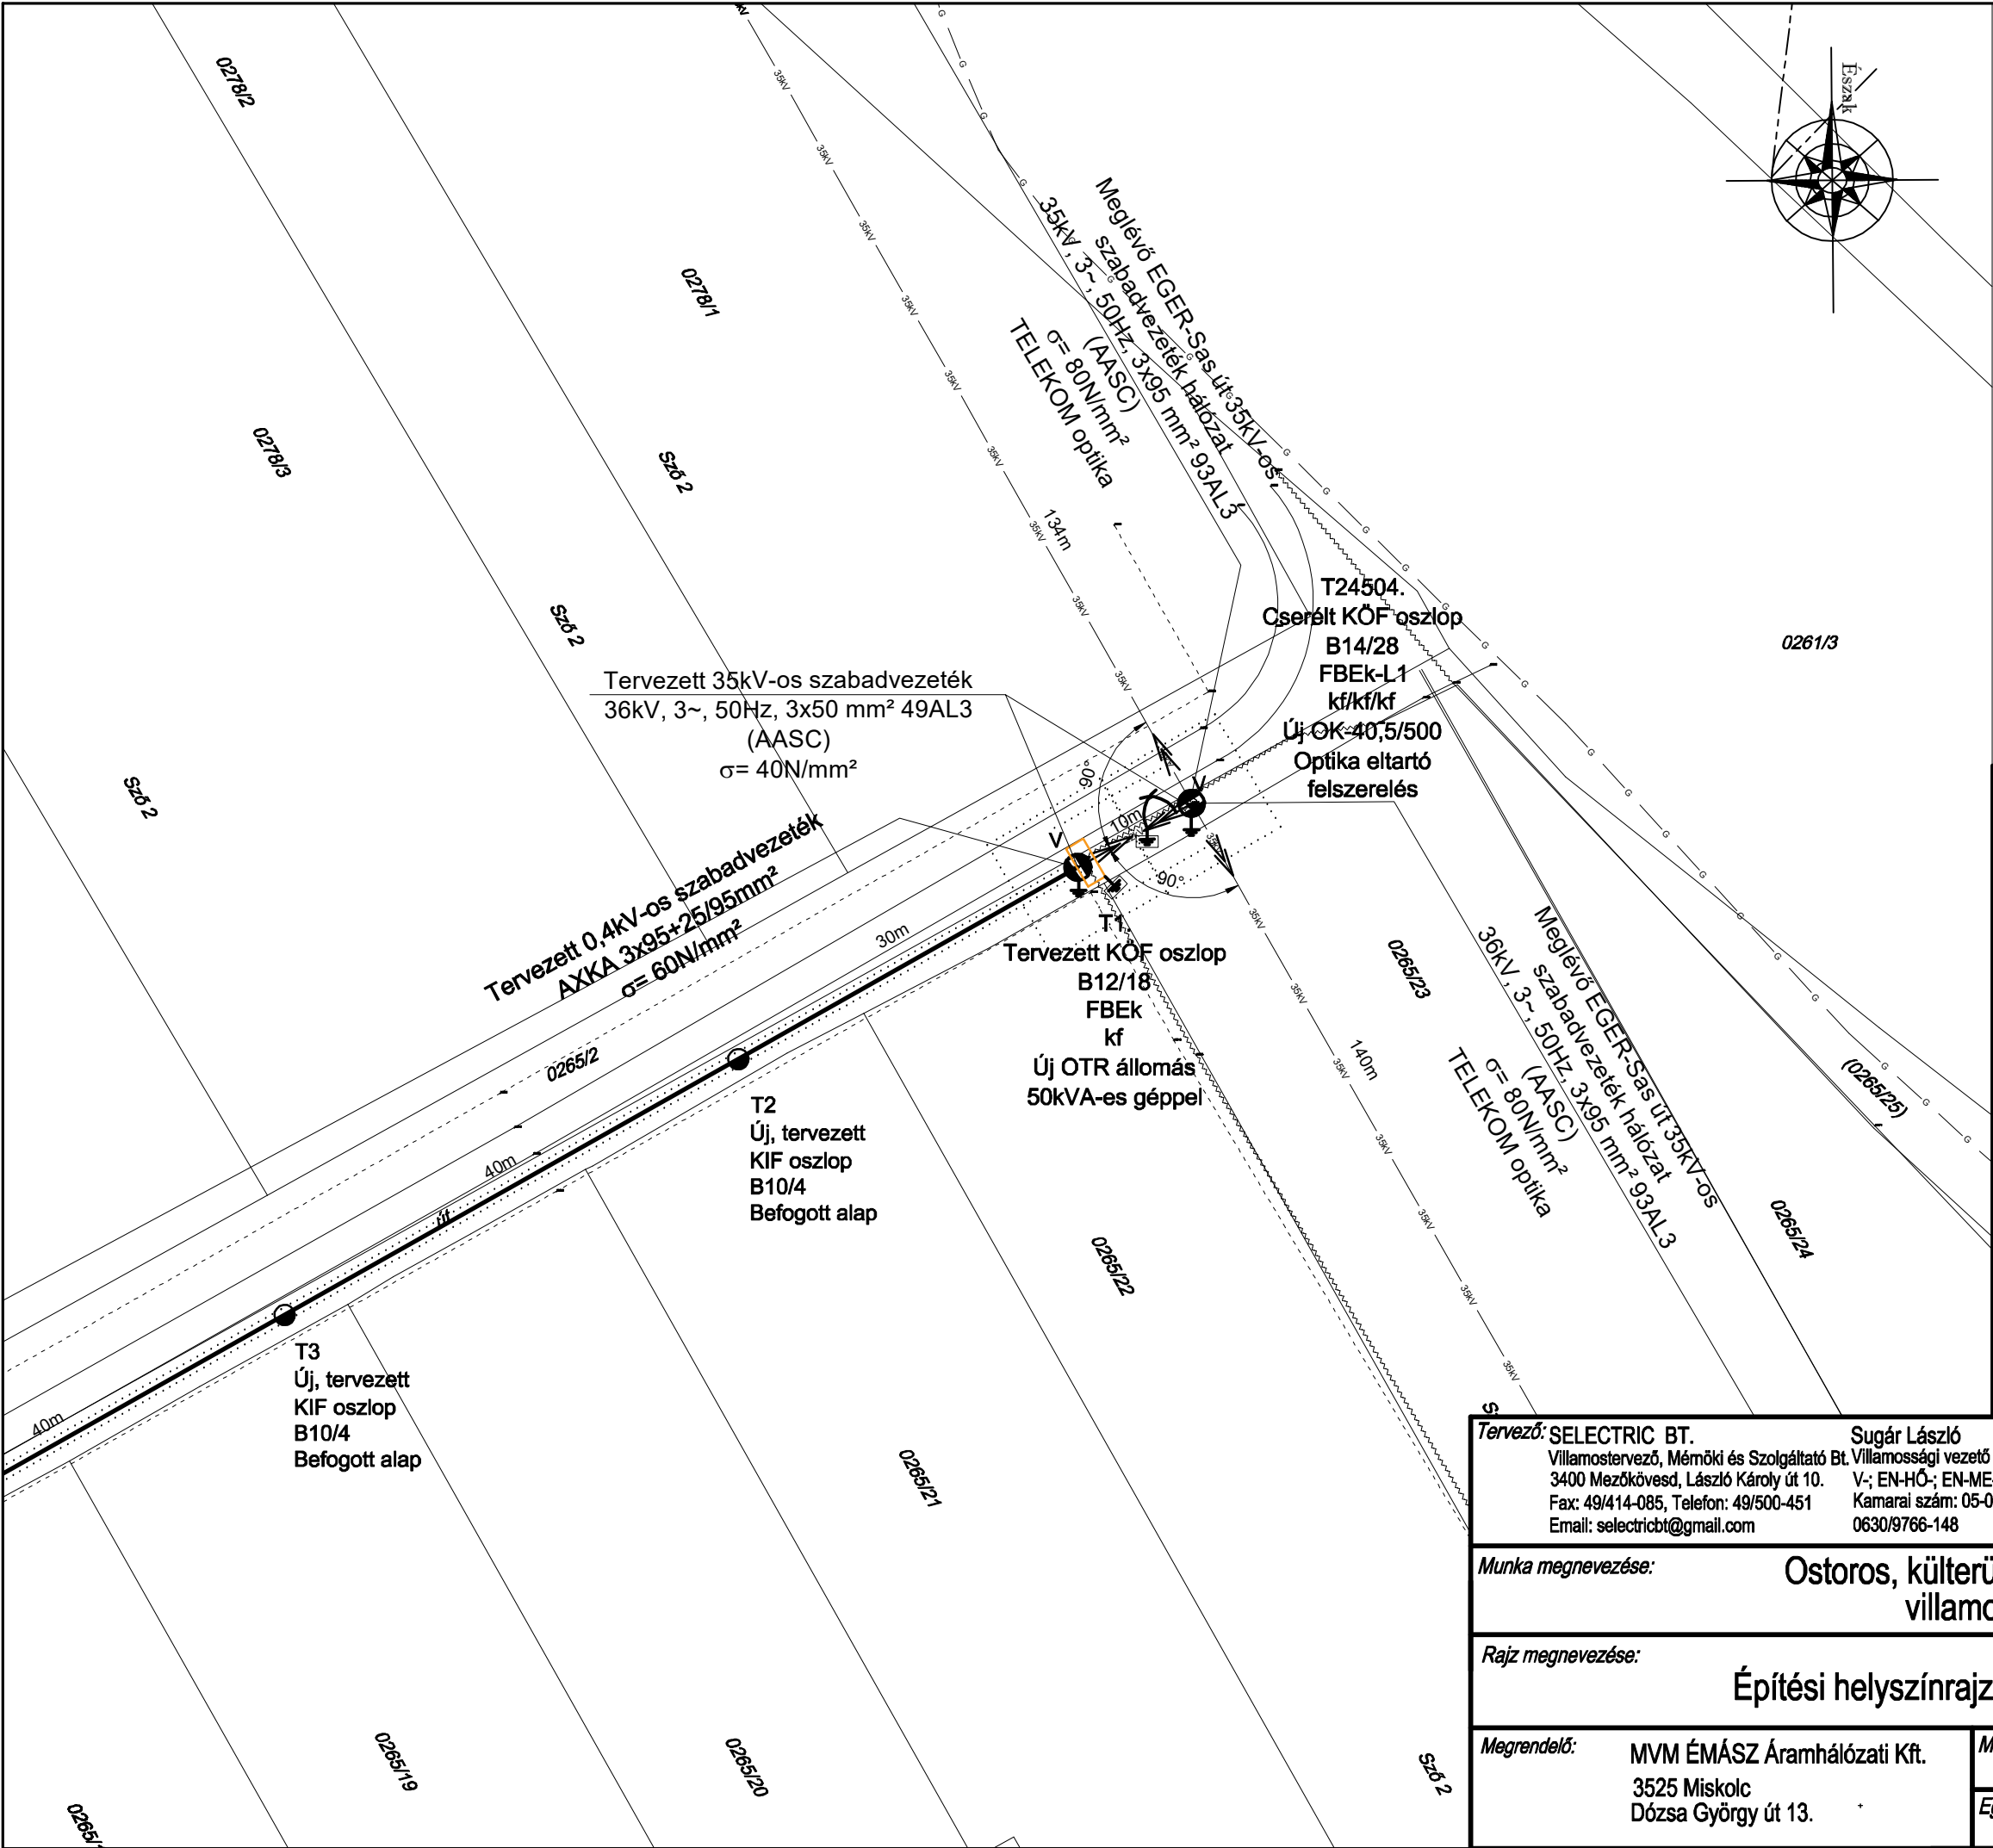 Észak
0278/2
0278/1
0278/3
Sző 2
Sző 2
Sző 2
Meglévő EGER-Sas út 35kV-os
szabadvezeték hálózat
35kV, 3~, 50Hz, 3x95 mm² 93AL3
(AASC)
σ= 80N/mm²
TELEKOM optika
134m
T24504.
Cserélt KÖF oszlop
B14/28
FBEk-L1
kf/kf/kf
Új OK-40,5/500
Optika eltartó
felszerelés
0261/3
Tervezett 35kV-os szabadvezeték
36kV, 3~, 50Hz, 3x50 mm² 49AL3
(AASC)
σ= 40N/mm²
90°
10m
V
V
90°
Tervezett 0,4kV-os szabadvezeték
AXKA 3x95+25/95mm²
σ= 60N/mm²
30m
T1.
Tervezett KÖF oszlop
B12/18
FBEk
kf
Új OTR állomás
50kVA-es géppel
0265/23
Meglévő EGER-Sas út 35kV-os
szabadvezeték hálózat
36kV, 3~, 50Hz, 3x95 mm² 93AL3
(AASC)
σ= 80N/mm²
TELEKOM optika
140m
(0265/25)
0265/2
T2
Új, tervezett
KIF oszlop
B10/4
Befogott alap
40m
út
0265/22
0265/24
T3
Új, tervezett
KIF oszlop
B10/4
Befogott alap
40m
0265/21
0265/19
0265/20
Sző 2
35kV
G
Tervező: SELECTRIC BT.
Villamostervező, Mérnöki és Szolgáltató Bt.
3400 Mezőkövesd, László Károly út 10.
Fax: 49/414-085, Telefon: 49/500-451
Email: selectricbt@gmail.com
Sugár László
Villamossági vezető
V-; EN-HŐ-; EN-ME-
Kamarai szám: 05-0
0630/9766-148
Munka megnevezése:
Ostoros, külterü
villamo
Rajz megnevezése:
Építési helyszínrajz
Megrendelő:
MVM ÉMÁSZ Áramhálózati Kft.
3525 Miskolc
Dózsa György út 13.